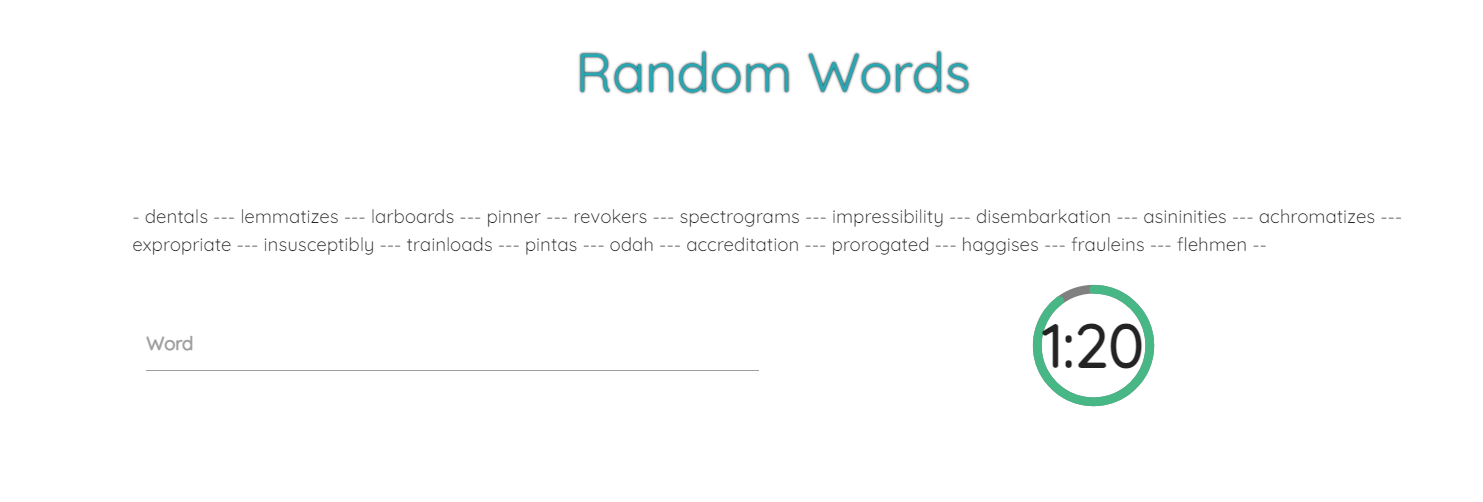 Random Words
- dentals --- lemmatizes --- larboards --- pinner --- revokers --- spectrograms --- impressibility --- disembarkation --- asininities --- achromatizes ---
expropriate --- insusceptibly --- trainloads --- pintas --- odah --- accreditation --- prorogated --- haggises --- frauleins --- flehmen --
Word
1:20